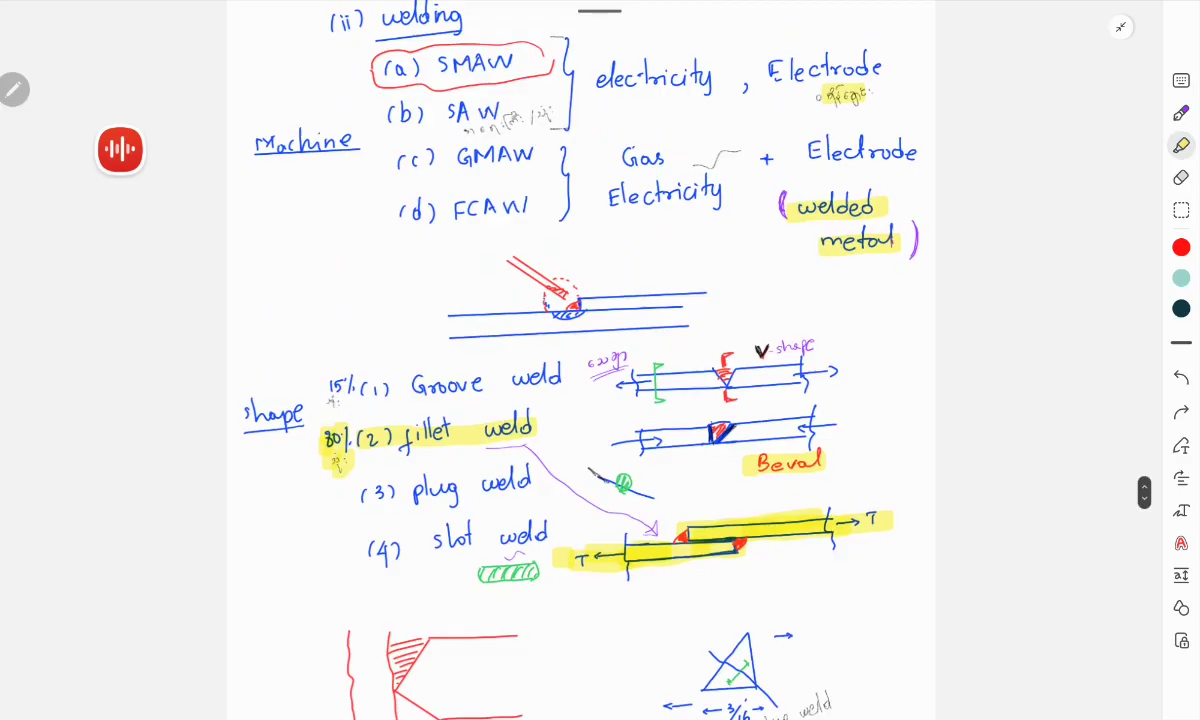 (ii) welding
(a) SMAW
electricity, Electrode
(b) SAW
Machine
(c) GMAW
Gas + Electrode
Electricity
(d) FCAW
(welded
metal)
V-shape
15% (1) Groove weld
shape
80% (2) fillet weld
Beval
(3) plug weld
(4) slot weld
T
T
3/16
weld